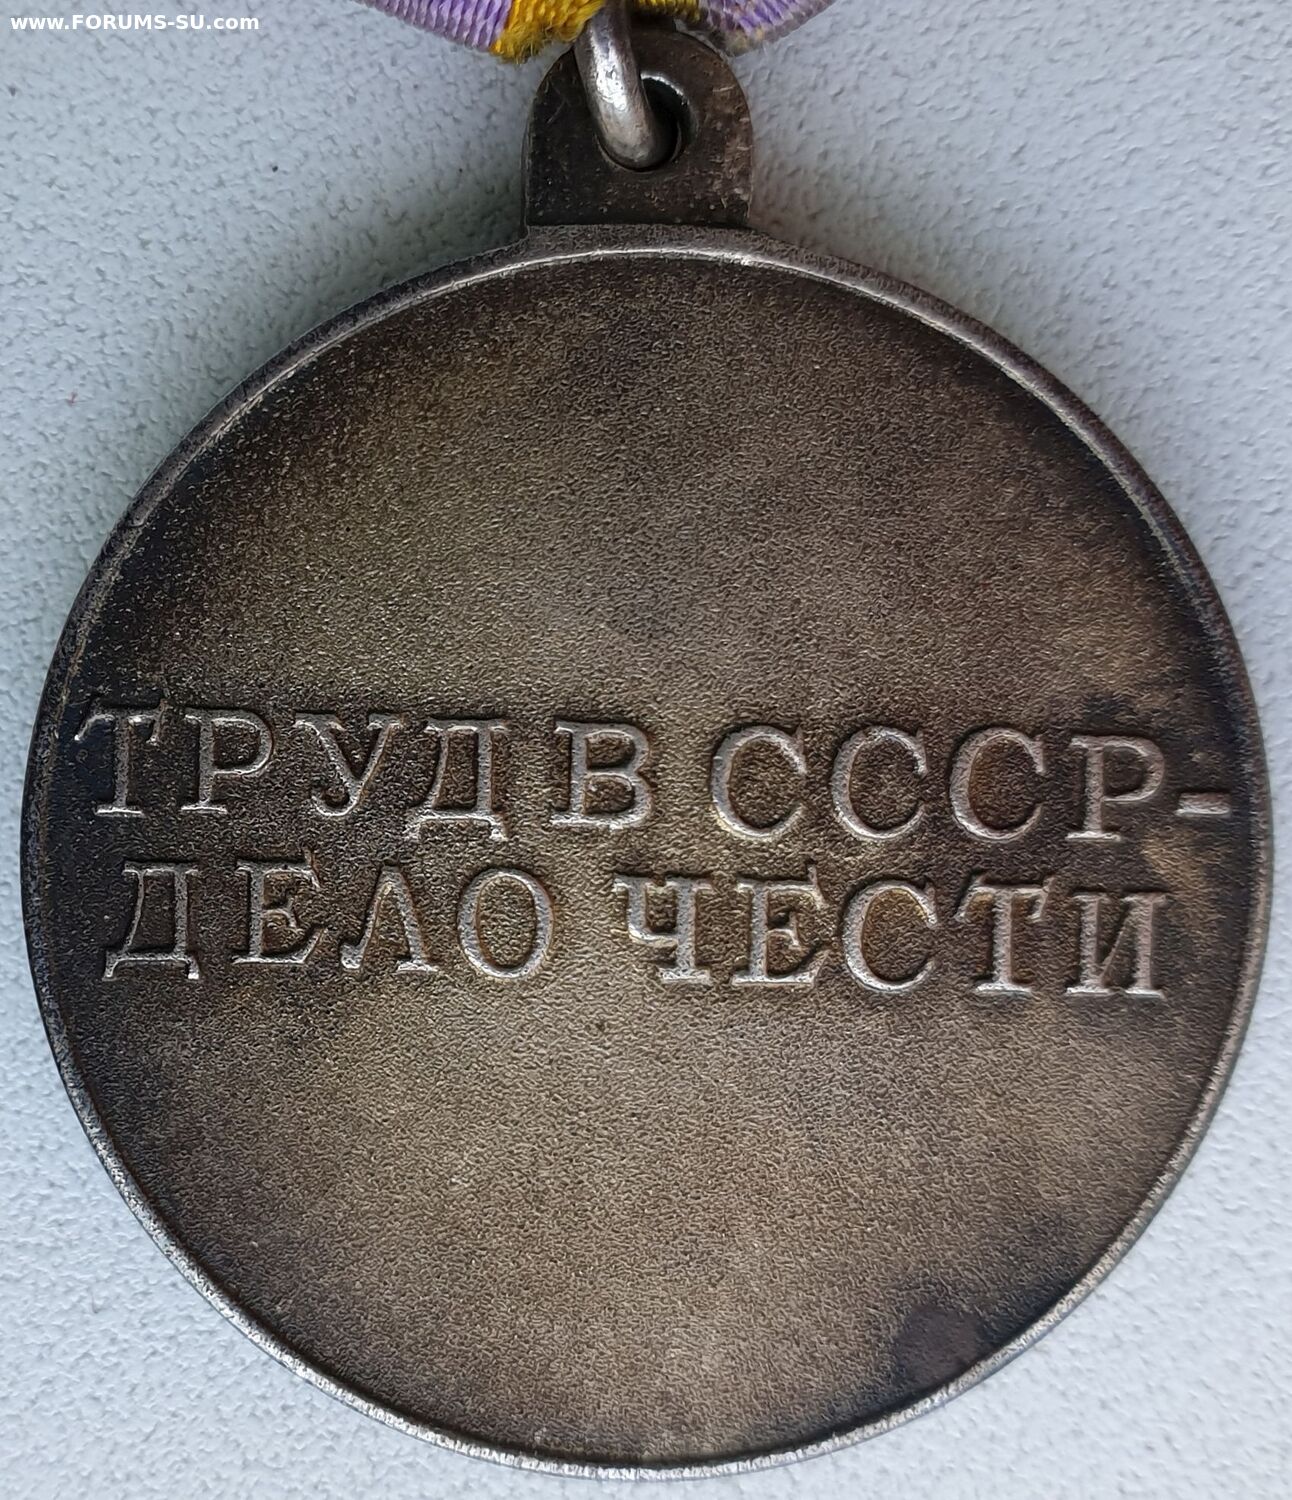 www.FORUMS-SU.com
ТРУД В СССР-
ДЕЛО ЧЕСТИ